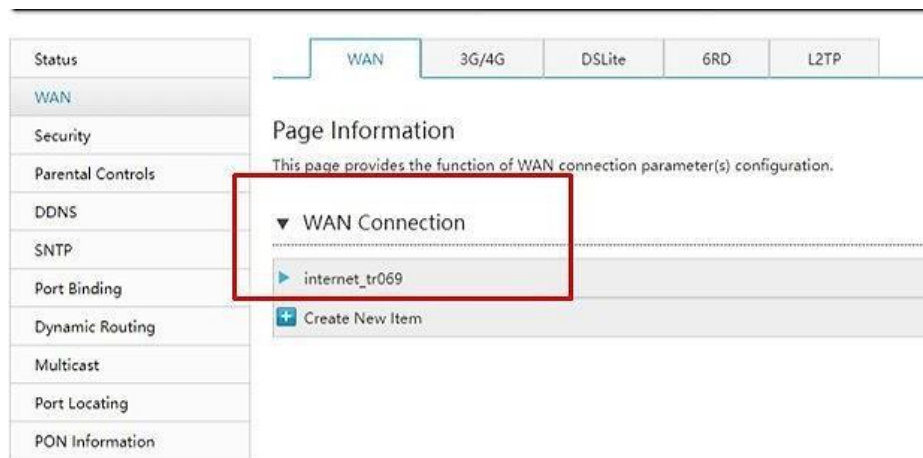 Status
WAN
Security
Parental Controls
DDNS
SNTP
Port Binding
Dynamic Routing
Multicast
Port Locating
PON Information
WAN
3G/4G
DSLite
6RD
L2TP
Page Information
This page provides the function of WAN connection parameter(s) configuration.
WAN Connection
internet_tr069
Create New Item